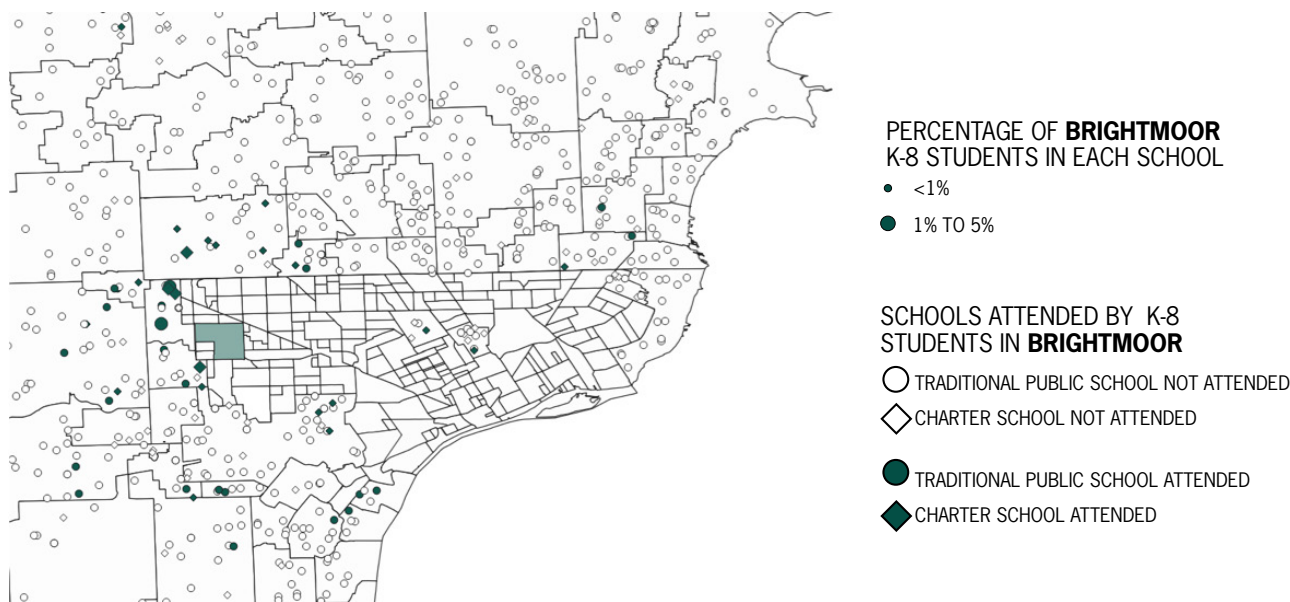 PERCENTAGE OF BRIGHTMOOR
K-8 STUDENTS IN EACH SCHOOL
<1%
1% TO 5%
SCHOOLS ATTENDED BY K-8
STUDENTS IN BRIGHTMOOR
TRADITIONAL PUBLIC SCHOOL NOT ATTENDED
CHARTER SCHOOL NOT ATTENDED
TRADITIONAL PUBLIC SCHOOL ATTENDED
CHARTER SCHOOL ATTENDED